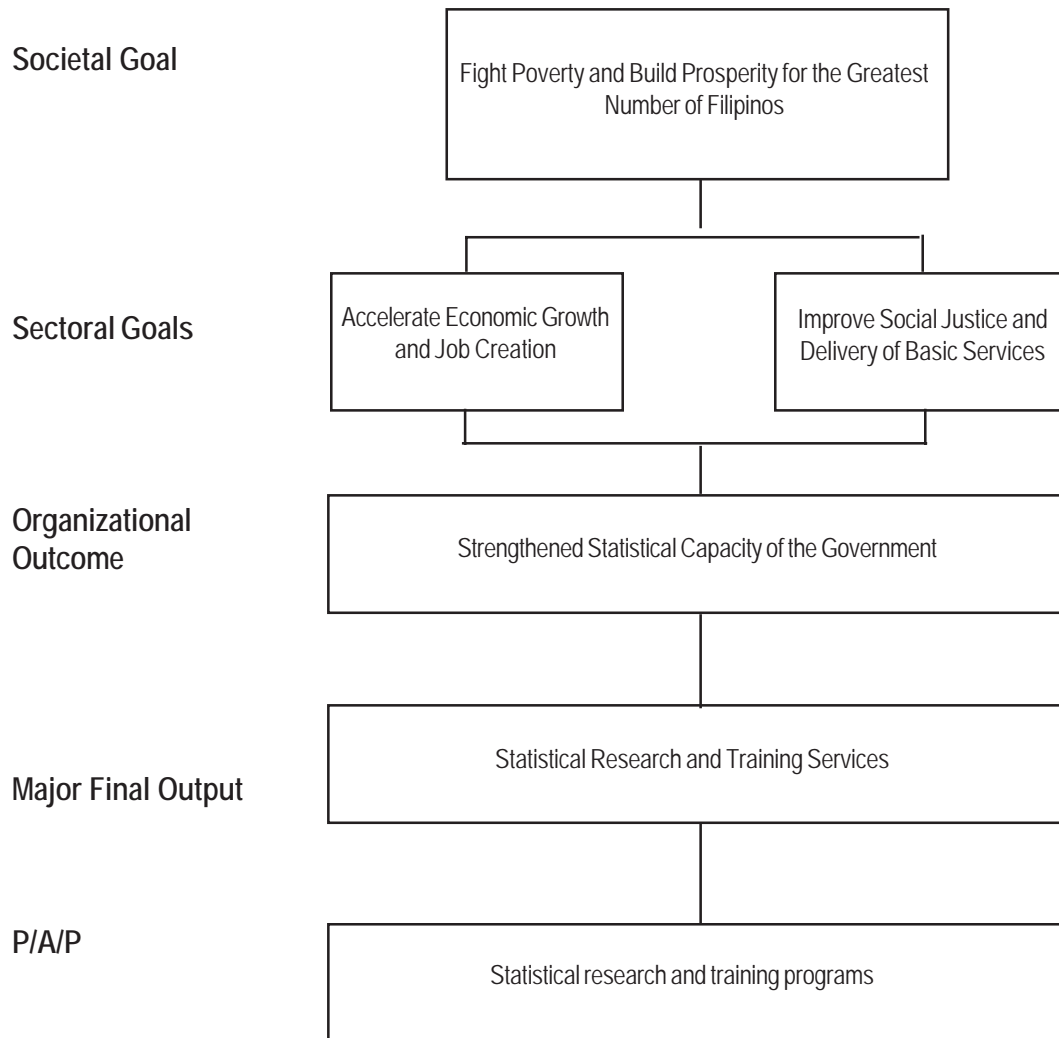 Societal Goal
Fight Poverty and Build Prosperity for the Greatest
Number of Filipinos
Sectoral Goals
Accelerate Economic Growth
and Job Creation
Improve Social Justice and
Delivery of Basic Services
Organizational
Outcome
Strengthened Statistical Capacity of the Government
Major Final Output
Statistical Research and Training Services
P/A/P
Statistical research and training programs